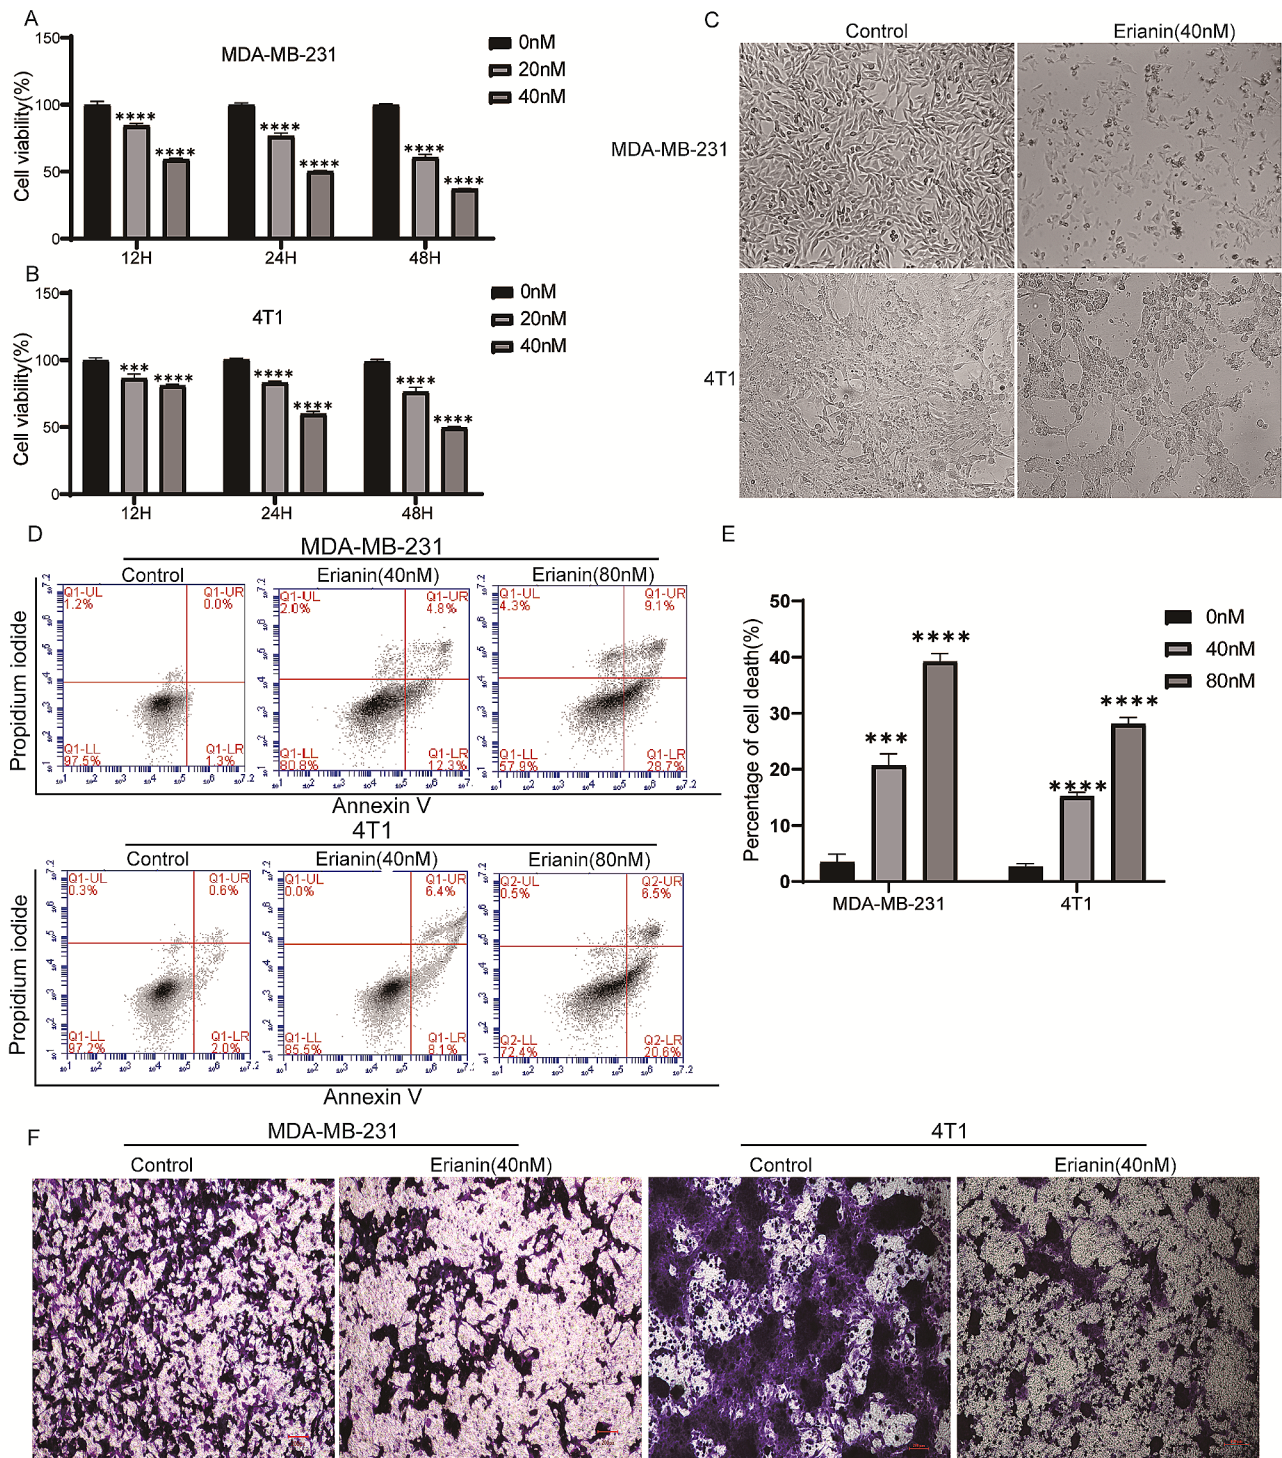 A
150
100
50
0
Cell viability(%)
MDA-MB-231
0nM
20nM
40nM
****
****
****
****
****
****
12H
24H
48H
B
150
100
50
0
Cell viability(%)
4T1
0nM
20nM
40nM
***
****
****
****
****
****
12H
24H
48H
C
Control
Erianin(40nM)
MDA-MB-231
4T1
D
MDA-MB-231
Control
Erianin(40nM)
Erianin(80nM)
Propidium iodide
Q1-UL
1.2%
Q1-UR
0.0%
Q1-LL
97.5%
Q1-LR
1.3%
Q1-UL
2.0%
Q1-UR
4.8%
Q1-LL
80.8%
Q1-LR
12.3%
Q1-UL
4.3%
Q1-UR
9.1%
Q1-LL
57.9%
Q1-LR
28.7%
Annexin V
4T1
Control
Erianin(40nM)
Erianin(80nM)
Propidium iodide
Q1-UL
0.3%
Q1-UR
0.6%
Q1-LL
97.2%
Q1-LR
2.0%
Q1-UL
0.0%
Q1-UR
6.4%
Q1-LL
85.5%
Q1-LR
8.1%
Q2-UL
0.5%
Q2-UR
6.5%
Q2-LL
72.4%
Q2-LR
20.6%
Annexin V
E
50
40
30
20
10
0
Percentage of cell death(%)
0nM
40nM
80nM
***
****
****
****
MDA-MB-231
4T1
F
MDA-MB-231
4T1
Control
Erianin(40nM)
Control
Erianin(40nM)